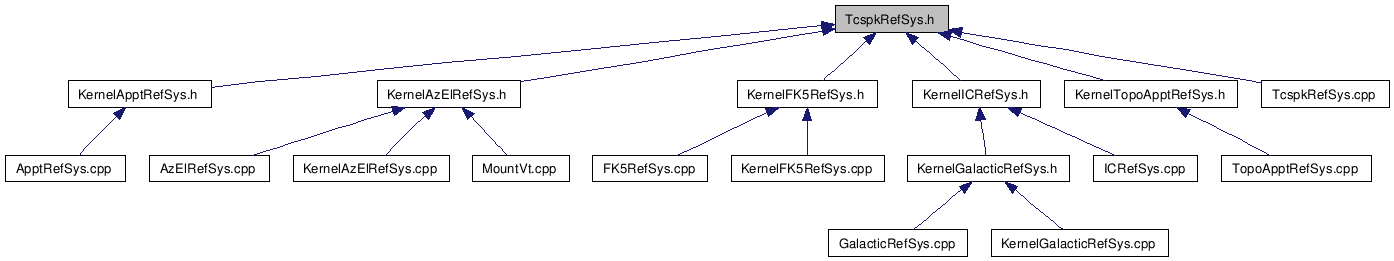 TcspkRefSys.h
KernelApptRefSys.h
KernelAzElRefSys.h
KernelFK5RefSys.h
KernelICRefSys.h
KernelTopoApptRefSys.h
TcspkRefSys.cpp
ApptRefSys.cpp
AzElRefSys.cpp
KernelAzElRefSys.cpp
MountVt.cpp
FK5RefSys.cpp
KernelFK5RefSys.cpp
KernelGalacticRefSys.h
ICRefSys.cpp
TopoApptRefSys.cpp
GalacticRefSys.cpp
KernelGalacticRefSys.cpp